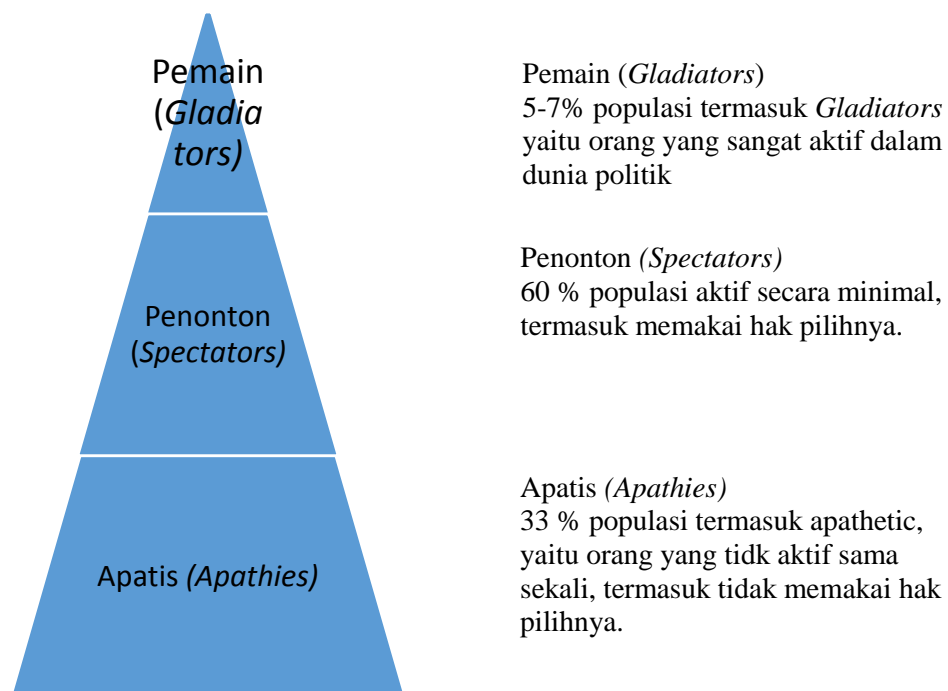 Pemain
(Gladia
tors)
Pemain (Gladiators)
5-7% populasi termasuk Gladiators
yaitu orang yang sangat aktif dalam
dunia politik
Penonton
(Spectators)
Penonton (Spectators)
60 % populasi aktif secara minimal,
termasuk memakai hak pilihnya.
Apatis (Apathies)
Apatis (Apathies)
33 % populasi termasuk apathetic,
yaitu orang yang tidk aktif sama
sekali, termasuk tidak memakai hak
pilihnya.